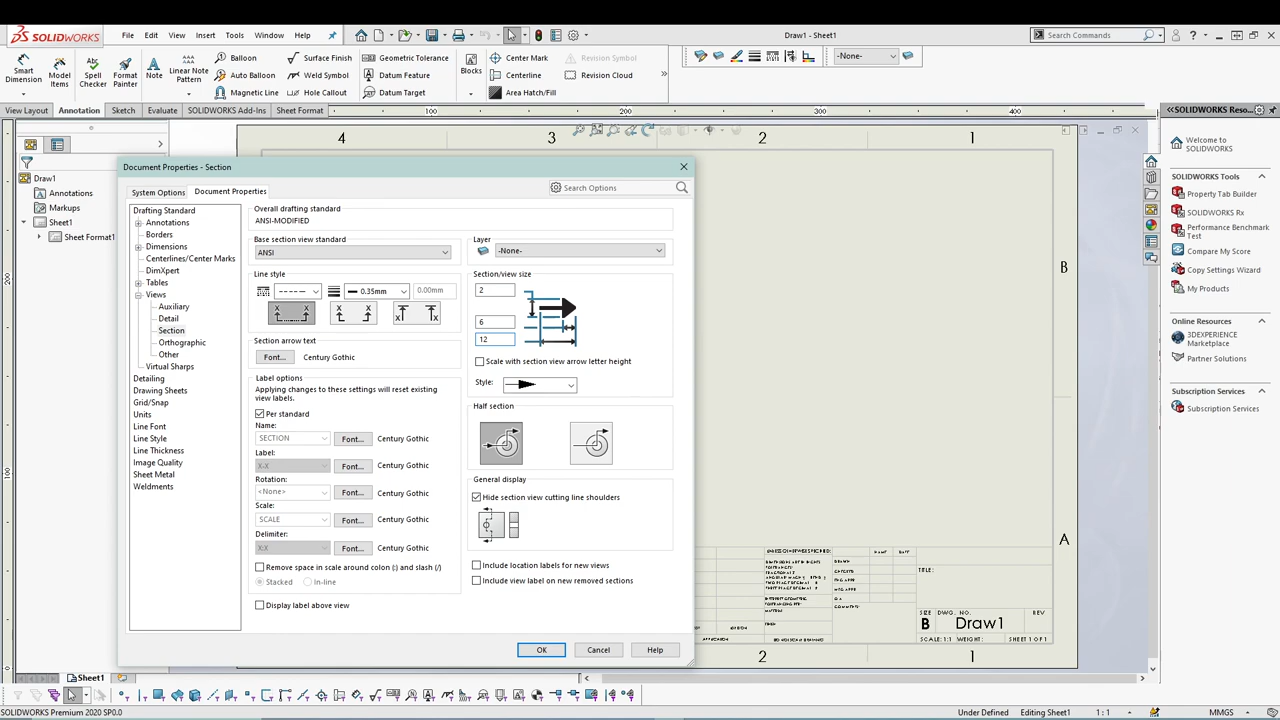 SOLIDWORKS File Edit View Insert Tools Window Help Draw1 - Sheet1 Search Commands
Smart Dimension
Model Items
Spell Checker
Format Painter
Note
Linear Note Pattern
Balloon
Auto Balloon
Magnetic Line
Surface Finish
Weld Symbol
Hole Callout
Geometric Tolerance
Datum Feature
Datum Target
Blocks
Center Mark
Centerline
Area Hatch/Fill
Revision Symbol
Revision Cloud
-None-
View Layout Annotation Sketch Evaluate SOLIDWORKS Add-Ins Sheet Format
100 200 300 400
4 3 2 1
Draw1
Annotations
Markups
Sheet1
Sheet Format1
200
100
0
Document Properties - Section
System Options Document Properties Search Options
Drafting Standard
Annotations
Borders
Dimensions
Centerlines/Center Marks
DimXpert
Tables
Views
Auxiliary
Detail
Section
Orthographic
Other
Virtual Sharps
Detailing
Drawing Sheets
Grid/Snap
Units
Line Font
Line Style
Line Thickness
Image Quality
Sheet Metal
Weldments
Overall drafting standard
ANSI-MODIFIED
Base section view standard
ANSI
Line style
0.35mm 0.00mm
Section arrow text
Font... Century Gothic
Label options
Applying changes to these settings will reset existing
view labels.
Per standard
Name:
SECTION Font... Century Gothic
Label:
X-X Font... Century Gothic
Rotation:
<None> Font... Century Gothic
Scale:
SCALE Font... Century Gothic
Delimiter:
X:X Font... Century Gothic
Remove space in scale around colon (:) and slash (/)
Stacked In-line
Display label above view
Layer
-None-
Section/view size
2
6
12
Scale with section view arrow letter height
Style:
Half section
General display
Hide section view cutting line shoulders
Include location labels for new views
Include view label on new removed sections
OK Cancel Help
B
A
TITLE:
SIZE DWG. NO. REV
B Draw1
SCALE: 1:1 WEIGHT: SHEET 1 OF 1
2 1
SOLIDWORKS Reso...
Welcome to SOLIDWORKS
SOLIDWORKS Tools
Property Tab Builder
SOLIDWORKS Rx
Performance Benchmark Test
Compare My Score
Copy Settings Wizard
My Products
Online Resources
3DEXPERIENCE Marketplace
Partner Solutions
Subscription Services
Subscription Services
Sheet1
SOLIDWORKS Premium 2020 SP0.0 Under Defined Editing Sheet1 1 : 1 MMGS